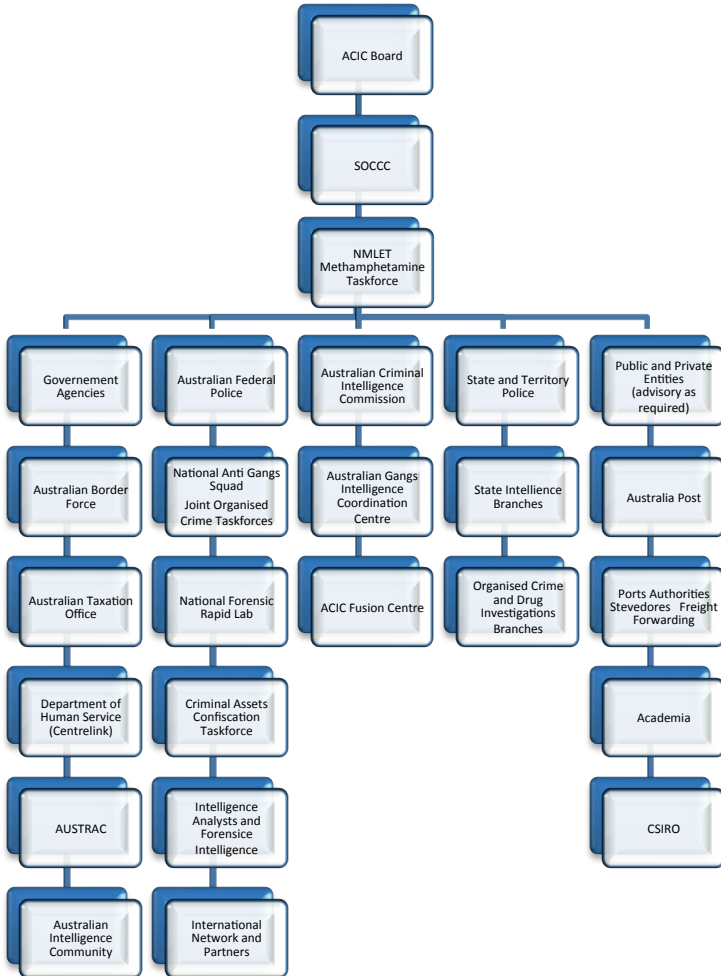 ACIC Board
SOCCC
NMLET
Methamphetamine
Taskforce
Governement
Agencies
Australian Border
Force
Australian Taxation
Office
Department of
Human Service
(Centrelink)
AUSTRAC
Australian
Intelligence
Community
Australian Federal
Police
National Anti Gangs
Squad
Joint Organised
Crime Taskforces
National Forensic
Rapid Lab
Criminal Assets
Confiscation
Taskforce
Intelligence
Analysts and
Forensice
Intelligence
International
Network and
Partners
Australian Criminal
Intelligence
Commission
Australian Gangs
Intelligence
Coordination
Centre
ACIC Fusion Centre
State and Territory
Police
State Intellience
Branches
Organised Crime
and Drug
Investigations
Branches
Public and Private
Entities
(advisory as
required)
Australia Post
Ports Authorities
Stevedores Freight
Forwarding
Academia
CSIRO